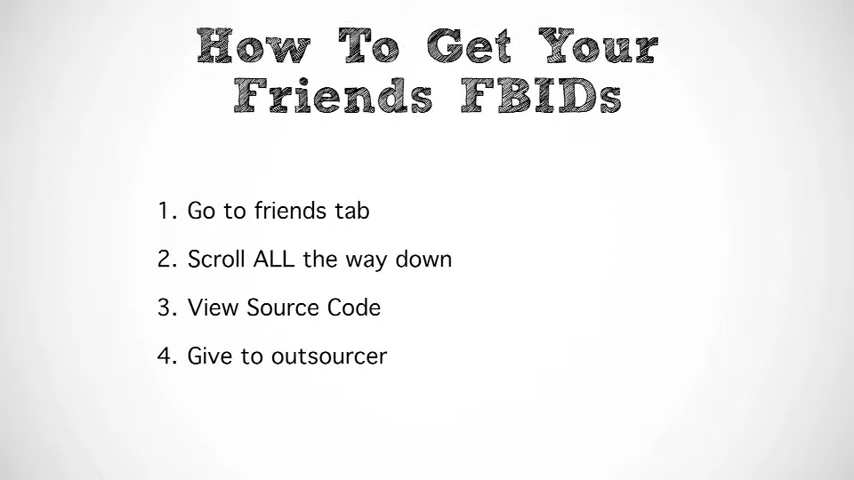 How To Get Your
Friends FBIDs
1. Go to friends tab
2. Scroll ALL the way down
3. View Source Code
4. Give to outsourcer